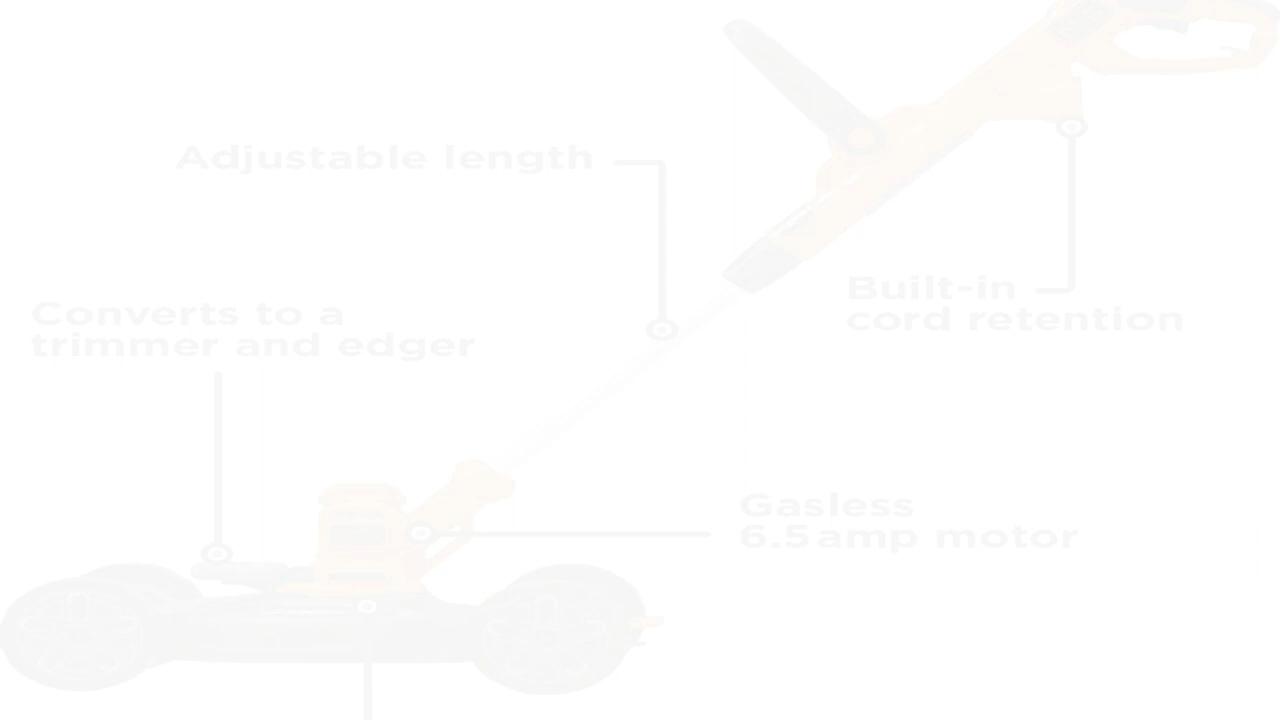 Adjustable length
Built-in
cord retention
Converts to a
trimmer and edger
Gasless
6.5 amp motor